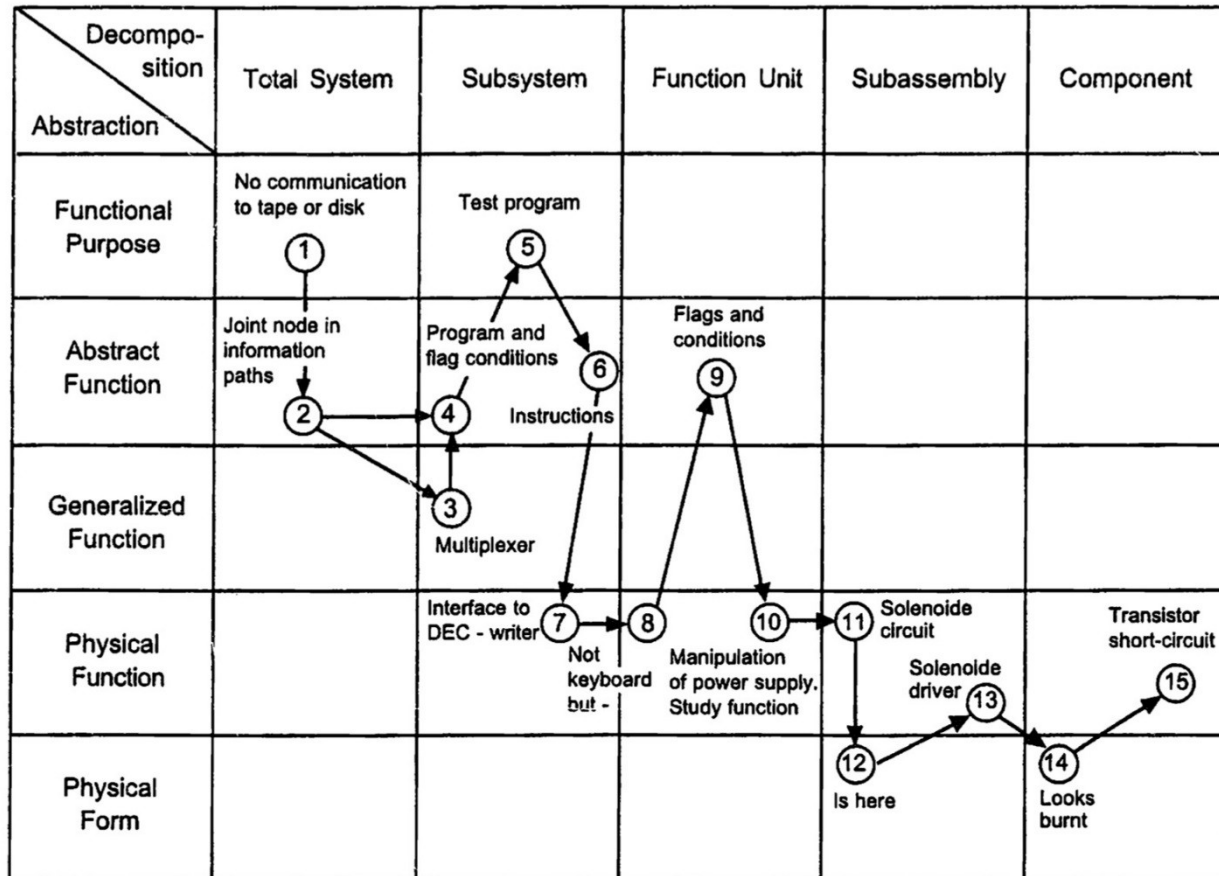 Decompo-
sition
Abstraction
Total System
Subsystem
Function Unit
Subassembly
Component
Functional
Purpose
No communication
to tape or disk
1
Test program
5
Abstract
Function
Joint node in
information
paths
2
Program and
flag conditions
4
6
Instructions
Flags and
conditions
9
Generalized
Function
3
Multiplexer
Physical
Function
Interface to
DEC - writer
7
Not
keyboard
but -
8
10
Manipulation
of power supply.
Study function
11
Solenoide
circuit
Solenoide
driver
13
Transistor
short-circuit
15
Physical
Form
12
Is here
14
Looks
burnt